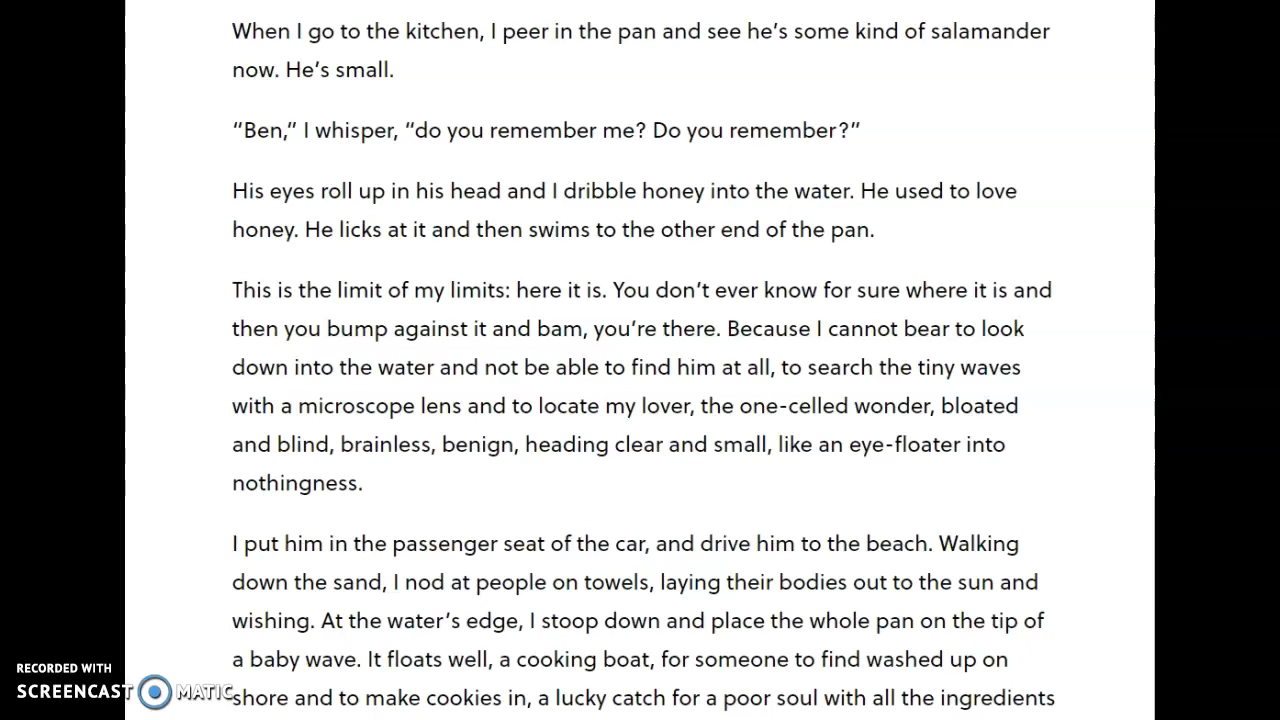 When I go to the kitchen, I peer in the pan and see he’s some kind of salamander
now. He’s small.
“Ben,” I whisper, “do you remember me? Do you remember?”
His eyes roll up in his head and I dribble honey into the water. He used to love
honey. He licks at it and then swims to the other end of the pan.
This is the limit of my limits: here it is. You don’t ever know for sure where it is and
then you bump against it and bam, you’re there. Because I cannot bear to look
down into the water and not be able to find him at all, to search the tiny waves
with a microscope lens and to locate my lover, the one-celled wonder, bloated
and blind, brainless, benign, heading clear and small, like an eye-floater into
nothingness.
I put him in the passenger seat of the car, and drive him to the beach. Walking
down the sand, I nod at people on towels, laying their bodies out to the sun and
wishing. At the water’s edge, I stoop down and place the whole pan on the tip of
a baby wave. It floats well, a cooking boat, for someone to find washed up on
shore and to make cookies in, a lucky catch for a poor soul with all the ingredients
RECORDED WITH
SCREENCAST MATIC